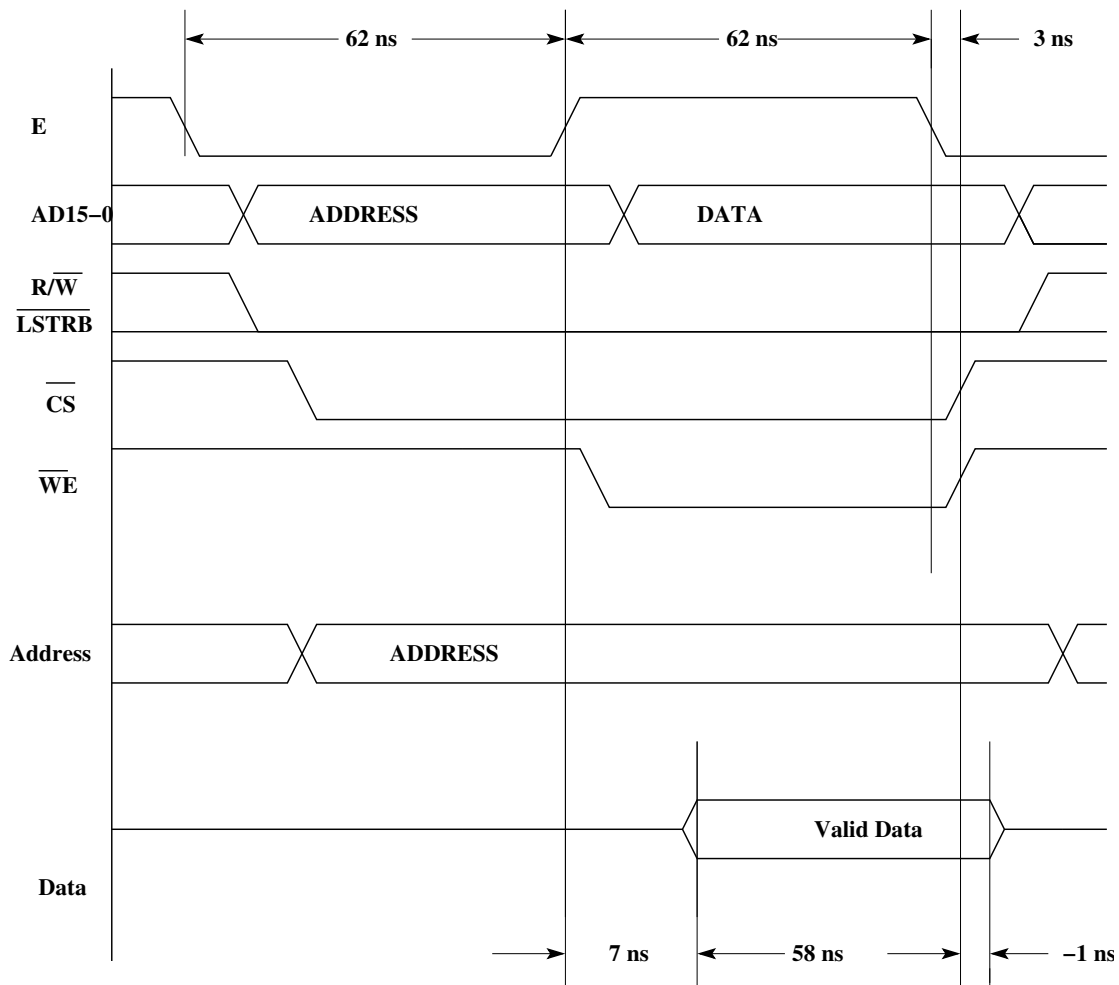 62 ns 62 ns 3 ns
E
AD15−0 ADDRESS DATA
R/W
LSTRB
CS
WE
Address ADDRESS
Valid Data
Data
7 ns 58 ns −1 ns